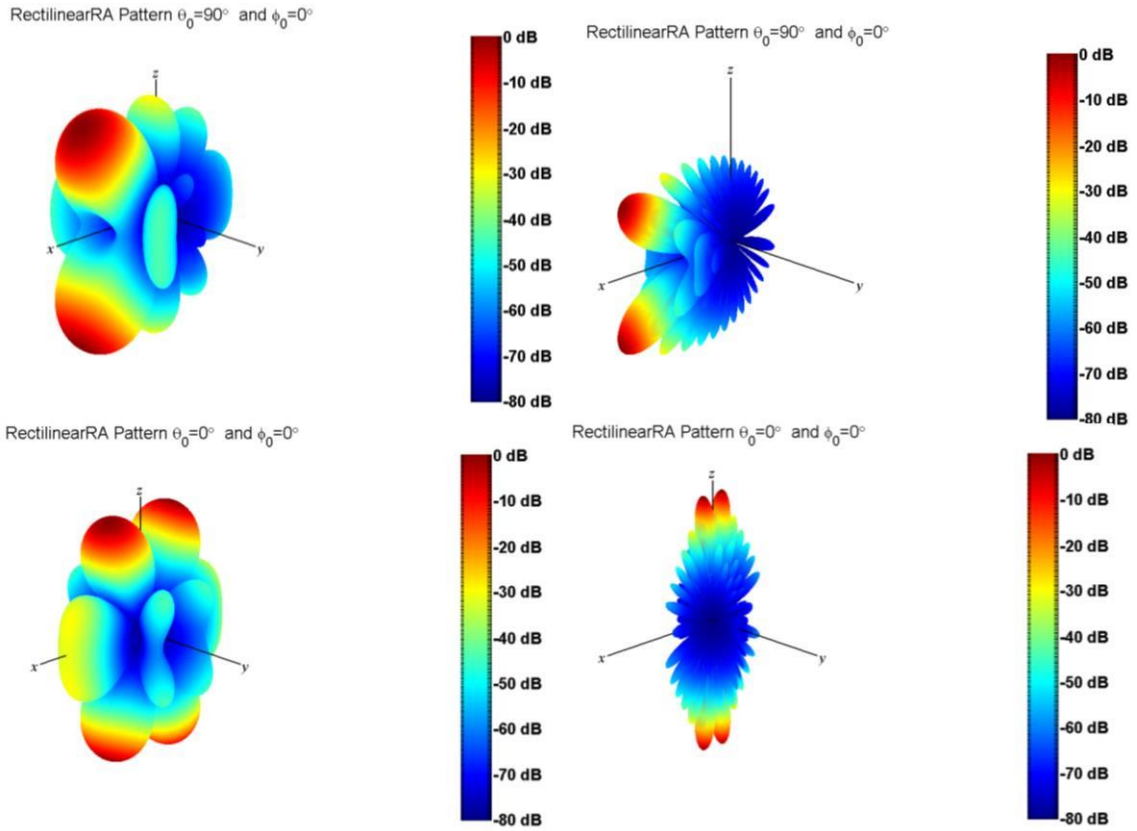 RectilinearRA Pattern θ₀=90° and ϕ₀=0°
0 dB
-10 dB
-20 dB
-30 dB
-40 dB
-50 dB
-60 dB
-70 dB
-80 dB
z
x
y
RectilinearRA Pattern θ₀=90° and ϕ₀=0°
0 dB
-10 dB
-20 dB
-30 dB
-40 dB
-50 dB
-60 dB
-70 dB
-80 dB
z
x
y
RectilinearRA Pattern θ₀=0° and ϕ₀=0°
0 dB
-10 dB
-20 dB
-30 dB
-40 dB
-50 dB
-60 dB
-70 dB
-80 dB
z
x
y
RectilinearRA Pattern θ₀=0° and ϕ₀=0°
0 dB
-10 dB
-20 dB
-30 dB
-40 dB
-50 dB
-60 dB
-70 dB
-80 dB
z
x
y